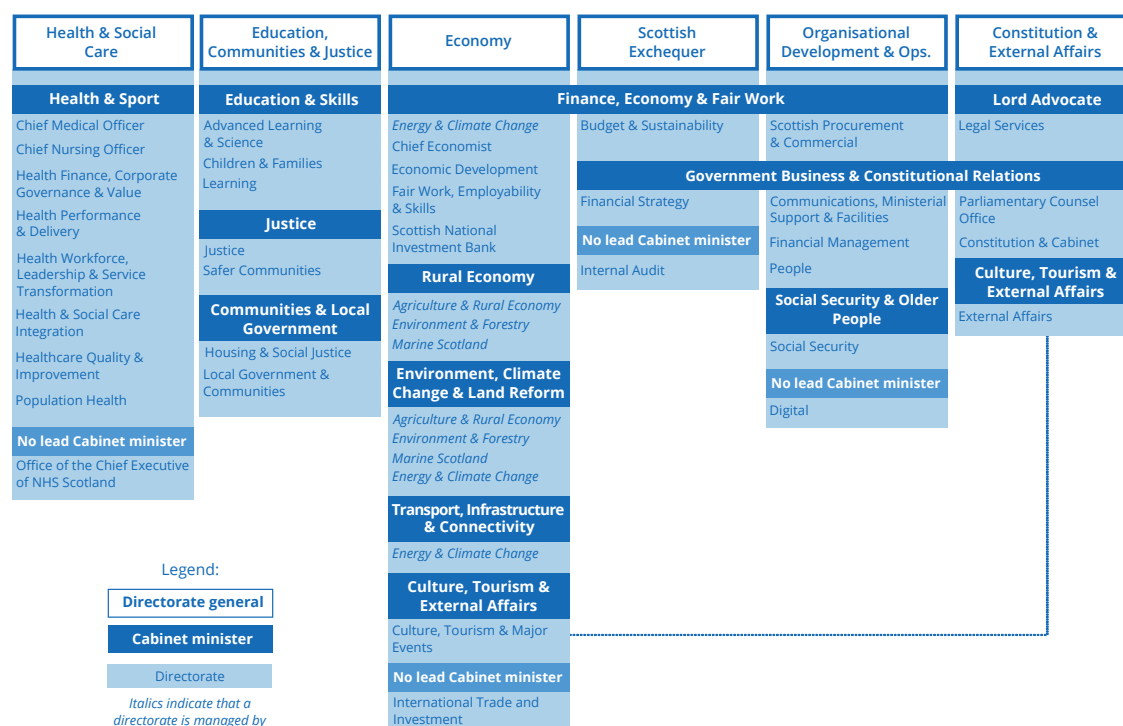 Health & Social
Care
Education,
Communities & Justice
Economy
Scottish
Exchequer
Organisational
Development & Ops.
Constitution &
External Affairs
Health & Sport
Chief Medical Officer
Chief Nursing Officer
Health Finance, Corporate
Governance & Value
Health Performance
& Delivery
Health Workforce,
Leadership & Service
Transformation
Health & Social Care
Integration
Healthcare Quality &
Improvement
Population Health
No lead Cabinet minister
Office of the Chief Executive
of NHS Scotland
Education & Skills
Advanced Learning
& Science
Children & Families
Learning
Justice
Justice
Safer Communities
Communities & Local
Government
Housing & Social Justice
Local Government &
Communities
Finance, Economy & Fair Work
Energy & Climate Change
Chief Economist
Economic Development
Fair Work, Employability
& Skills
Scottish National
Investment Bank
Rural Economy
Agriculture & Rural Economy
Environment & Forestry
Marine Scotland
Environment, Climate
Change & Land Reform
Agriculture & Rural Economy
Environment & Forestry
Marine Scotland
Energy & Climate Change
Transport, Infrastructure
& Connectivity
Energy & Climate Change
Culture, Tourism &
External Affairs
Culture, Tourism & Major
Events
No lead Cabinet minister
International Trade and
Investment
Budget & Sustainability
Scottish Procurement
& Commercial
Government Business & Constitutional Relations
Financial Strategy
No lead Cabinet minister
Internal Audit
Communications, Ministerial
Support & Facilities
Financial Management
People
Social Security & Older
People
Social Security
No lead Cabinet minister
Digital
Lord Advocate
Legal Services
Parliamentary Counsel
Office
Constitution & Cabinet
Culture, Tourism &
External Affairs
External Affairs
Legend:
Directorate general
Cabinet minister
Directorate
Italics indicate that a
directorate is managed by